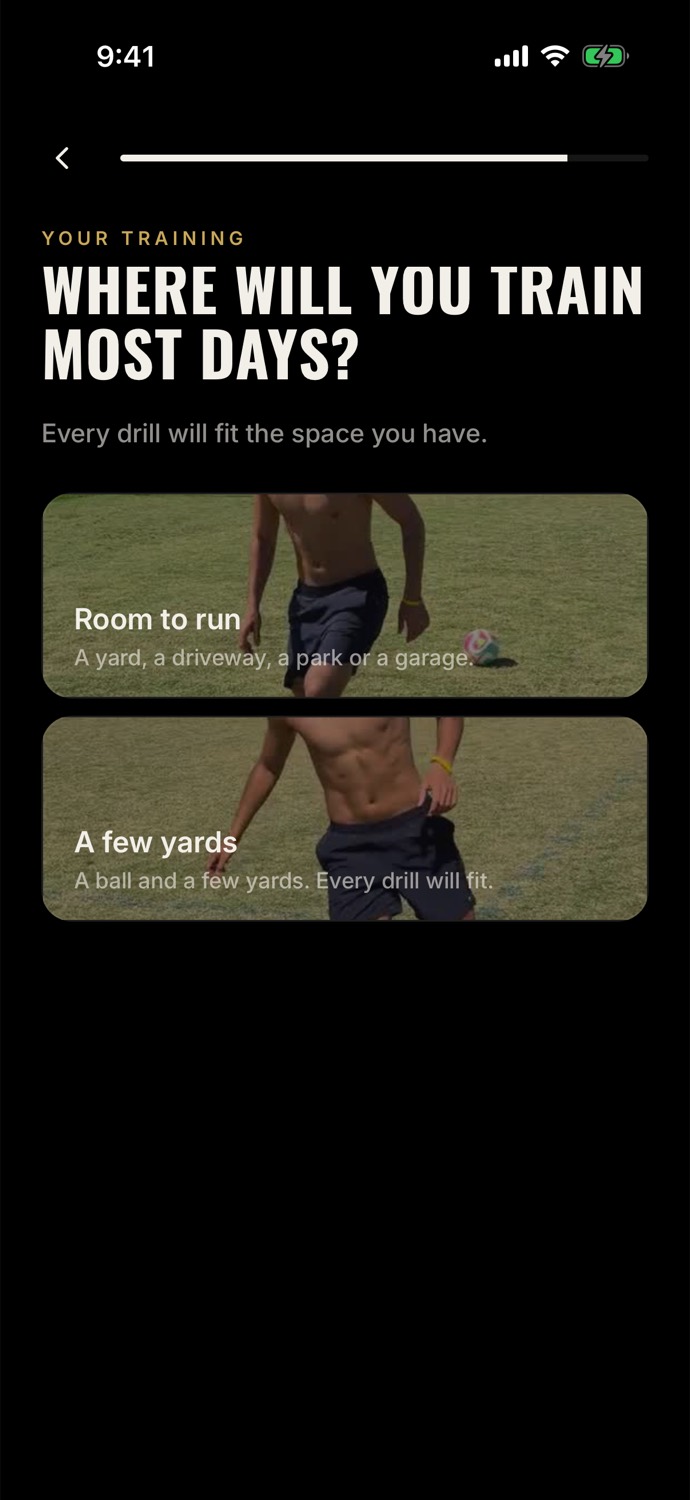 9:41
YOUR TRAINING
WHERE WILL YOU TRAIN
MOST DAYS?
Every drill will fit the space you have.
Room to run
A yard, a driveway, a park or a garage.
A few yards
A ball and a few yards. Every drill will fit.